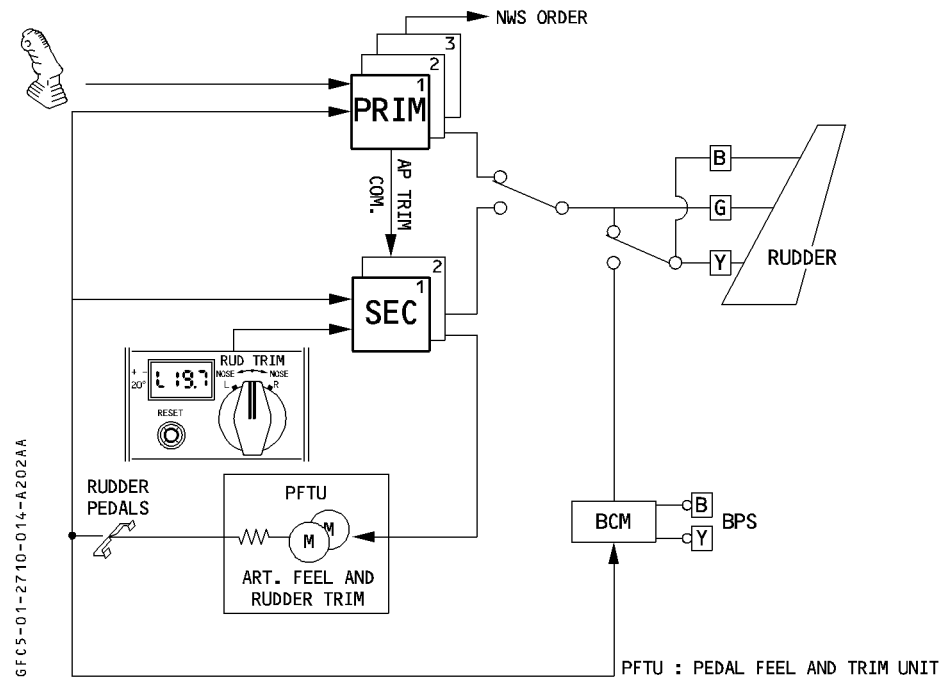 NWS ORDER
3
2
1
PRIM
AP TRIM
COM.
B
G
Y
RUDDER
2
1
SEC
RUD TRIM
NOSE NOSE
L R
+ -
20°
L 19.7
RESET
RUDDER
PEDALS
PFTU
M
M
ART. FEEL AND
RUDDER TRIM
BCM
B
Y
BPS
PFTU : PEDAL FEEL AND TRIM UNIT
GFC5-01-2710-014-A202AA